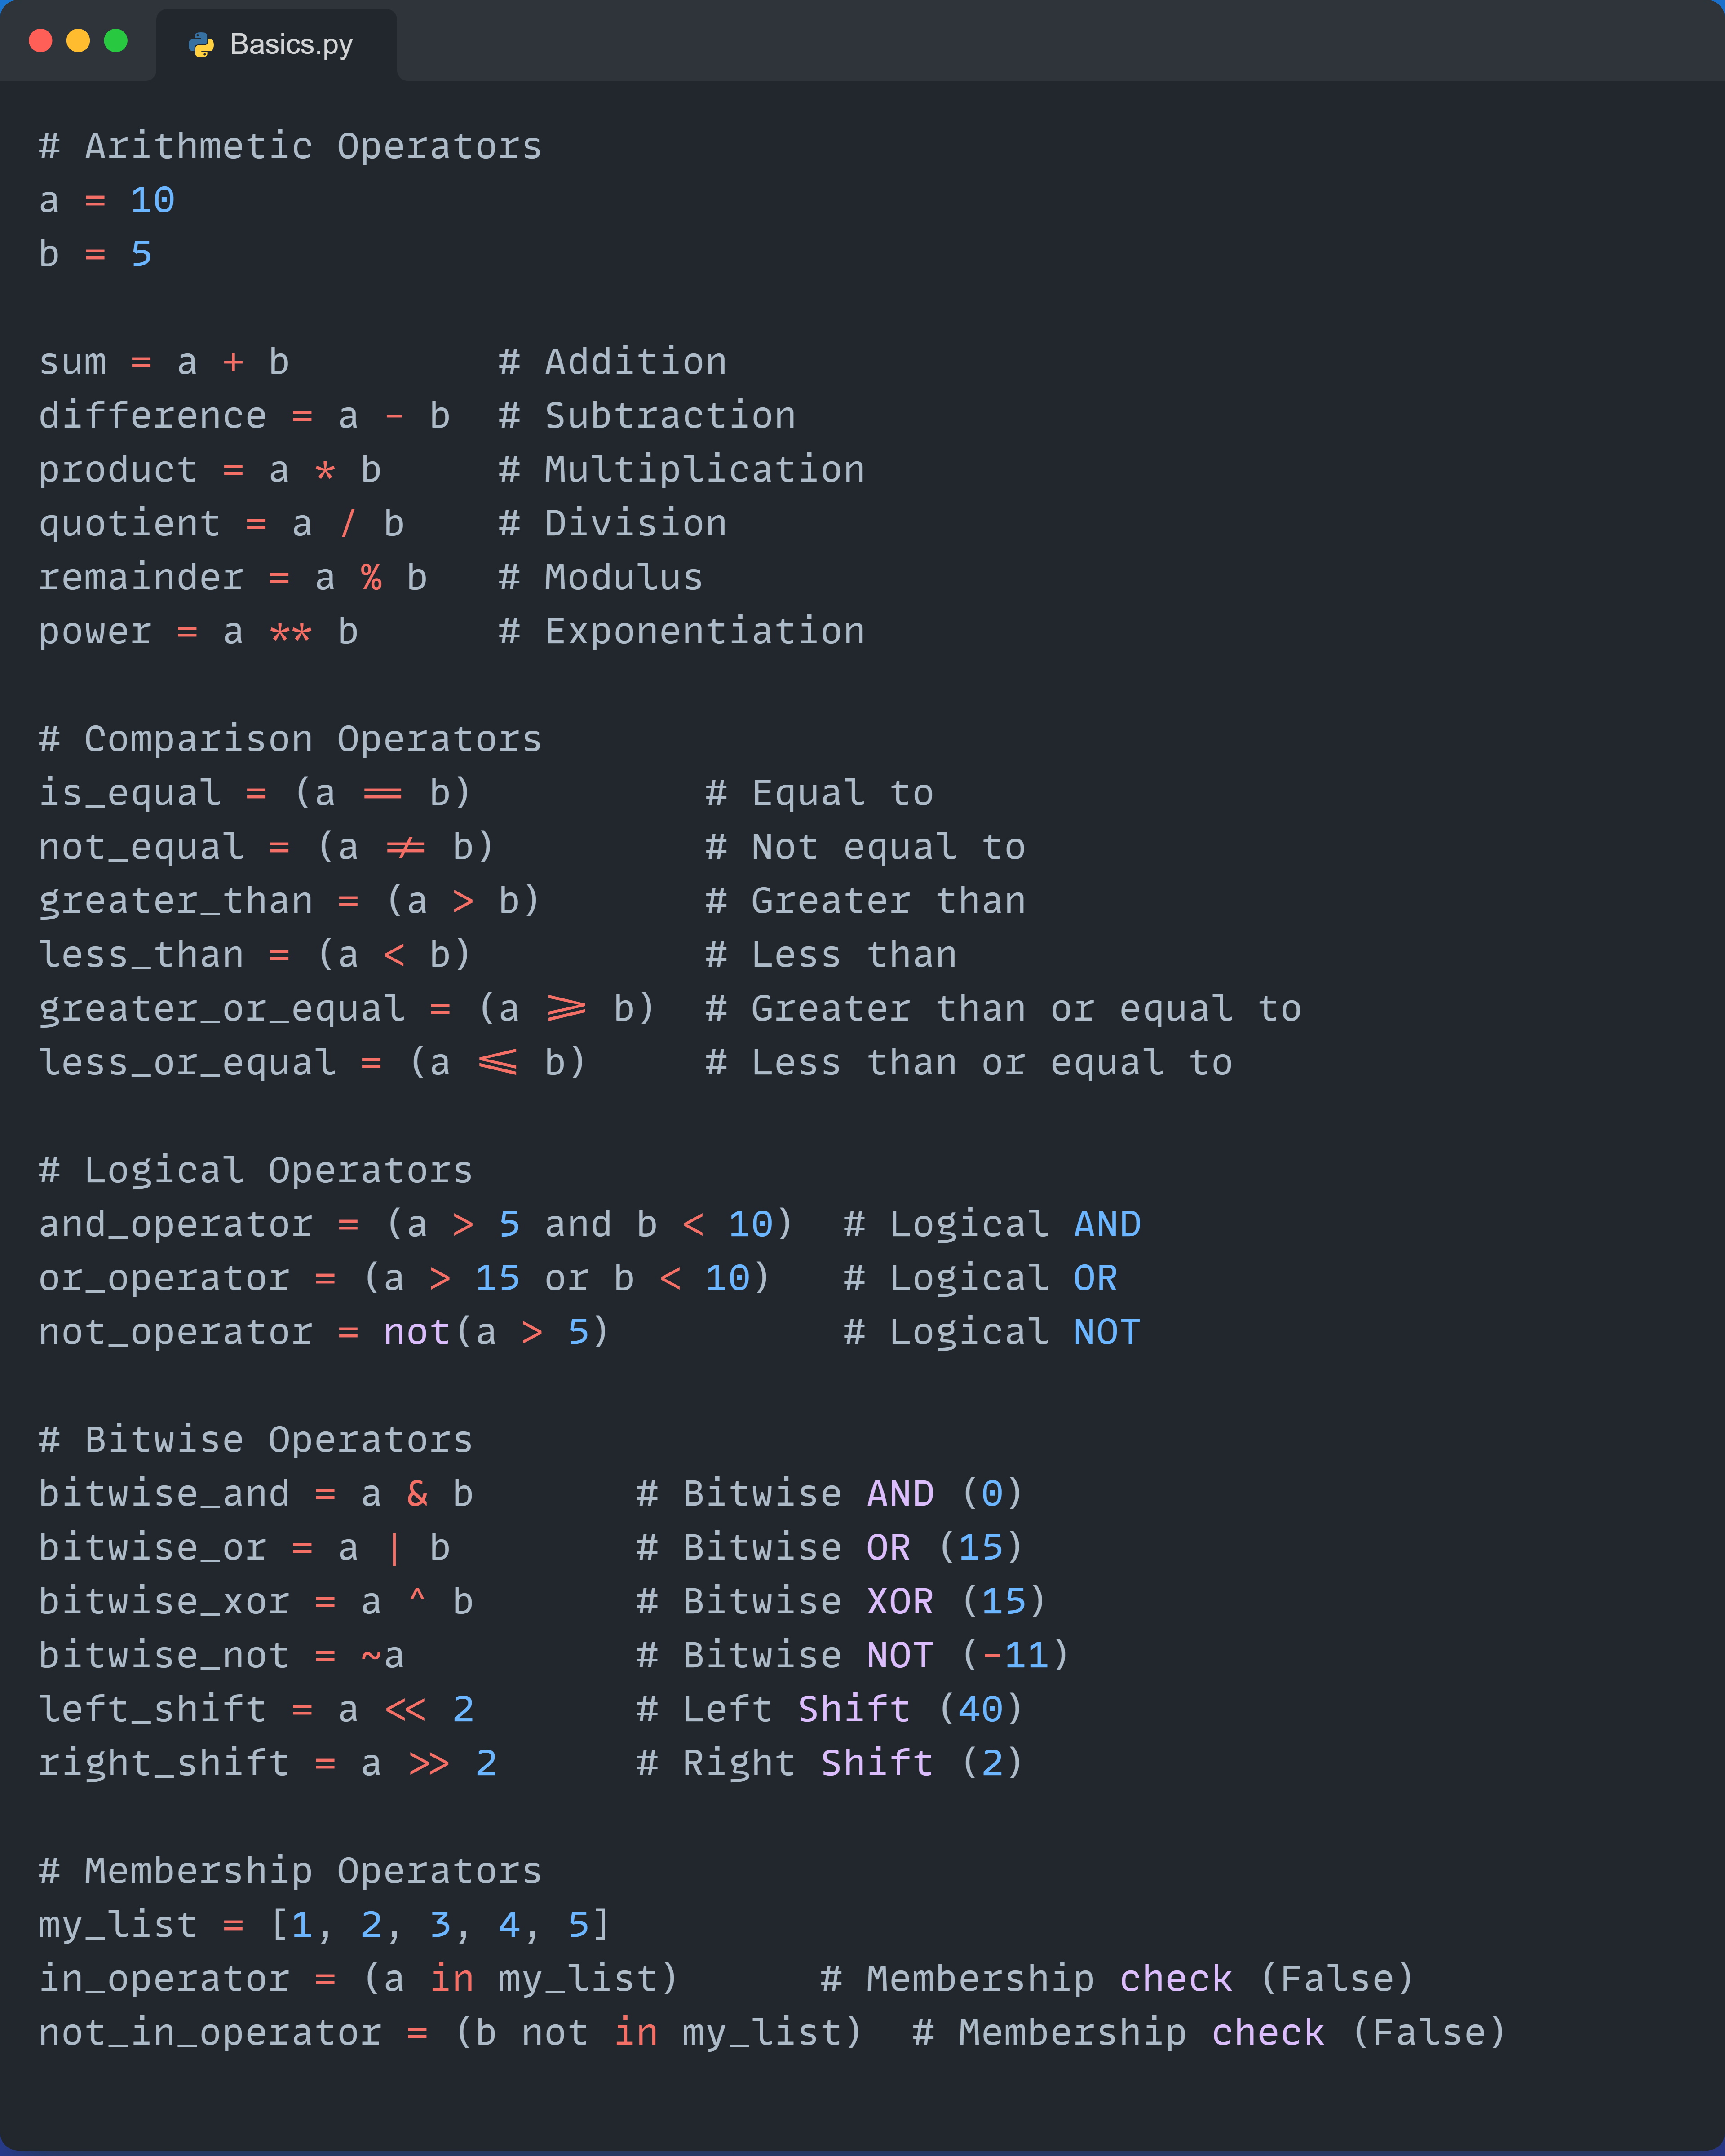 Basics.py
# Arithmetic Operators
a = 10
b = 5
sum = a + b         # Addition
difference = a - b  # Subtraction
product = a * b     # Multiplication
quotient = a / b    # Division
remainder = a % b   # Modulus
power = a ** b      # Exponentiation
# Comparison Operators
is_equal = (a == b)          # Equal to
not_equal = (a != b)         # Not equal to
greater_than = (a > b)       # Greater than
less_than = (a < b)          # Less than
greater_or_equal = (a >= b)  # Greater than or equal to
less_or_equal = (a <= b)     # Less than or equal to
# Logical Operators
and_operator = (a > 5 and b < 10)  # Logical AND
or_operator = (a > 15 or b < 10)   # Logical OR
not_operator = not(a > 5)          # Logical NOT
# Bitwise Operators
bitwise_and = a & b       # Bitwise AND (0)
bitwise_or = a | b        # Bitwise OR (15)
bitwise_xor = a ^ b       # Bitwise XOR (15)
bitwise_not = ~a          # Bitwise NOT (-11)
left_shift = a << 2       # Left Shift (40)
right_shift = a >> 2      # Right Shift (2)
# Membership Operators
my_list = [1, 2, 3, 4, 5]
in_operator = (a in my_list)      # Membership check (False)
not_in_operator = (b not in my_list)  # Membership check (False)